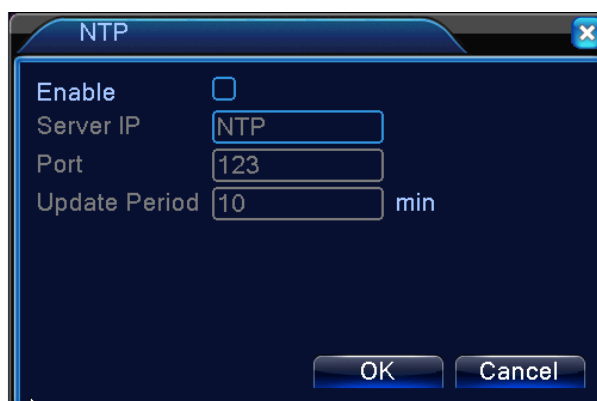 NTP
Enable
Server IP NTP
Port 123
Update Period 10 min
OK Cancel